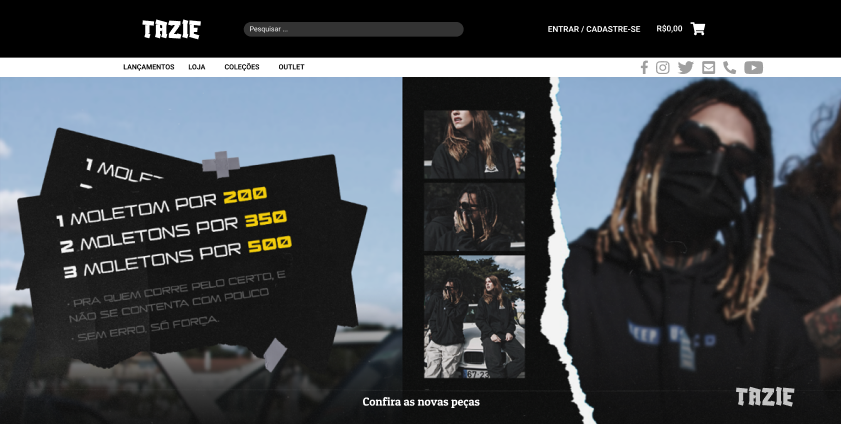 TAZIE
Pesquisar ...
ENTRAR / CADASTRE-SE
R$0,00
LANÇAMENTOS
LOJA
COLEÇÕES
OUTLET
1 MOLET
1 MOLETOM POR 200
2 MOLETONS POR 350
3 MOLETONS POR 500
• PRA QUEM CORRE PELO CERTO, E
NÃO SE CONTENTA COM POUCO
• SEM ERRO, SÓ FORÇA.
Confira as novas peças
TAZIE